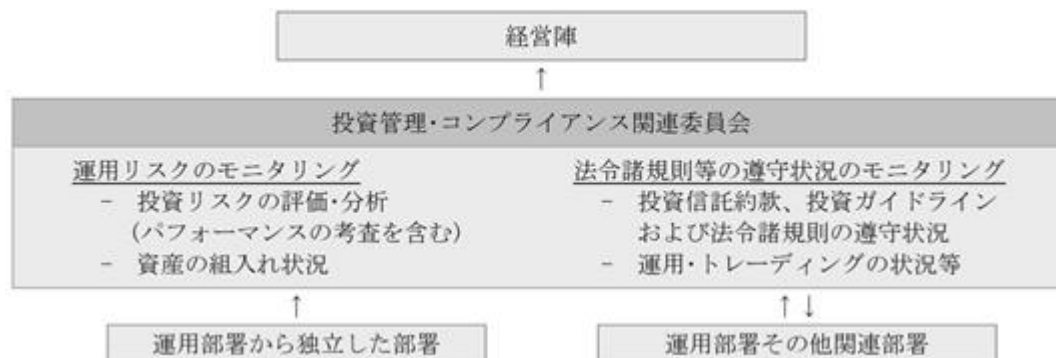 経営陣
↑
投資管理・コンプライアンス関連委員会
運用リスクのモニタリング
− 投資リスクの評価・分析
(パフォーマンスの考査を含む)
− 資産の組入れ状況
法令諸規則等の遵守状況のモニタリング
− 投資信託約款、投資ガイドライン
および法令諸規則の遵守状況
− 運用・トレーディングの状況等
↑
↑↓
運用部署から独立した部署
運用部署その他関連部署